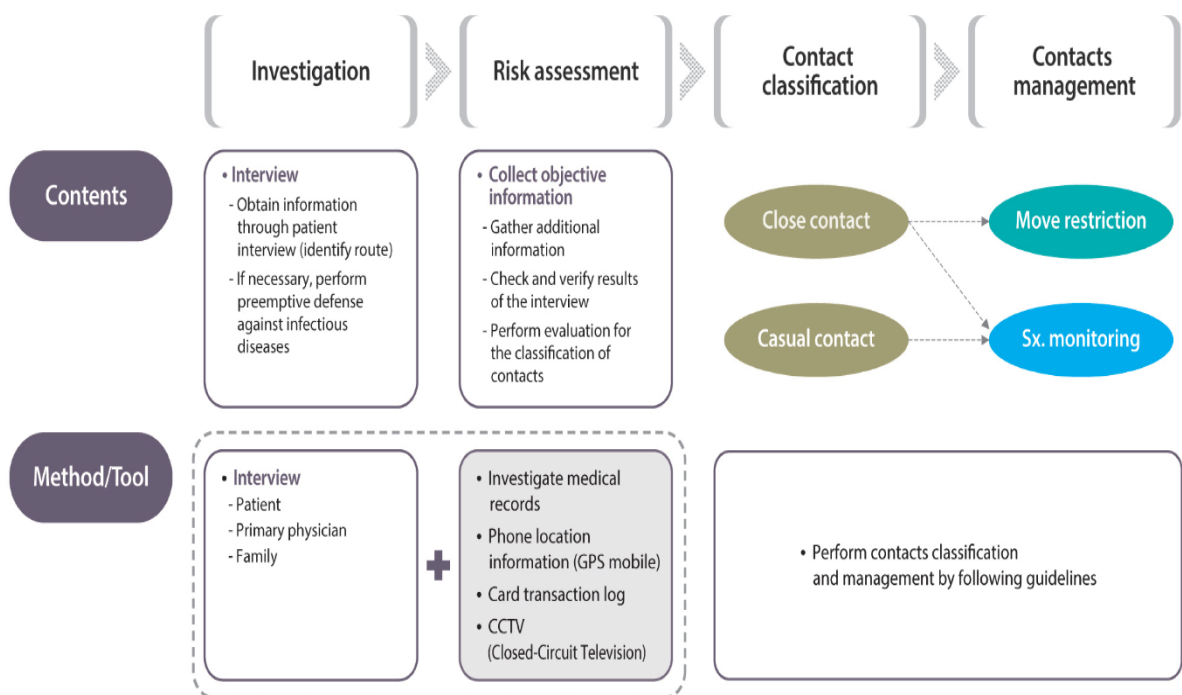 Investigation
Risk assessment
Contact
classification
Contacts
management
Contents
• Interview
- Obtain information
through patient
interview (identify route)
- If necessary, perform
preemptive defense
against infectious
diseases
• Collect objective
information
- Gather additional
information
- Check and verify results
of the interview
- Perform evaluation for
the classification of
contacts
Close contact
Move restriction
Casual contact
Sx. monitoring
Method/Tool
• Interview
- Patient
- Primary physician
- Family
+
• Investigate medical
records
• Phone location
information (GPS mobile)
• Card transaction log
• CCTV
(Closed-Circuit Television)
• Perform contacts classification
and management by following guidelines